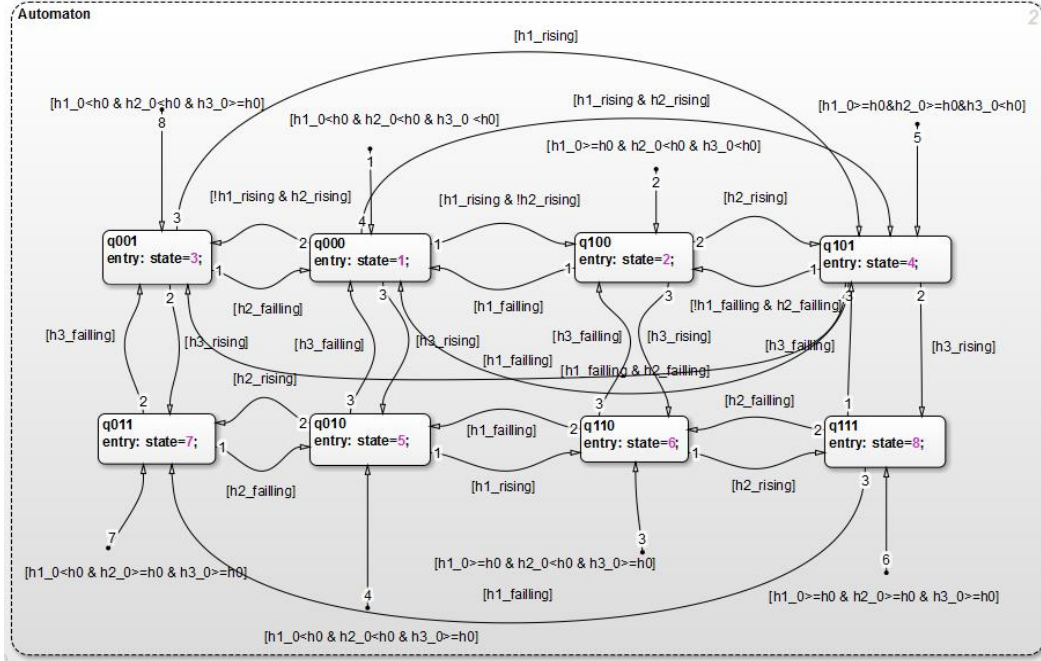 Automaton
2
[h1_rising]
[h1_0<h0 & h2_0<h0 & h3_0>=h0]
8
[h1_rising & h2_rising]
[h1_0>=h0&h2_0>=h0&h3_0<h0]
[h1_0<h0 & h2_0<h0 & h3_0 <h0]
5
1
[h1_0>=h0 & h2_0<h0 & h3_0<h0]
2
[!h1_rising & h2_rising]
[h1_rising & !h2_rising]
[h2_rising]
3
4
q001
entry: state=3;
2
q000
entry: state=1;
1
q100
entry: state=2;
2
q101
entry: state=4;
1
1
1
2
3
3
3
2
[h2_failling]
[h1_failling]
[!h1_failling & h2_failling]
[h3_failling]
[h3_rising]
[h3_failling]
[h3_rising]
[h3_failling]
[h3_rising]
[h3_failling]
[h3_rising]
[h1_failling]
[h1_failling & h2_failling]
[h2_rising]
[h2_failling]
2
3
3
1
q011
entry: state=7;
2
q010
entry: state=5;
[h1_failling]
2
q110
entry: state=6;
2
q111
entry: state=8;
1
1
1
3
[h2_failling]
[h1_rising]
[h2_rising]
7
3
[h1_0<h0 & h2_0>=h0 & h3_0>=h0]
[h1_0>=h0 & h2_0<h0 & h3_0>=h0]
6
4
[h1_failling]
[h1_0>=h0 & h2_0>=h0 & h3_0>=h0]
[h1_0<h0 & h2_0<h0 & h3_0>=h0]